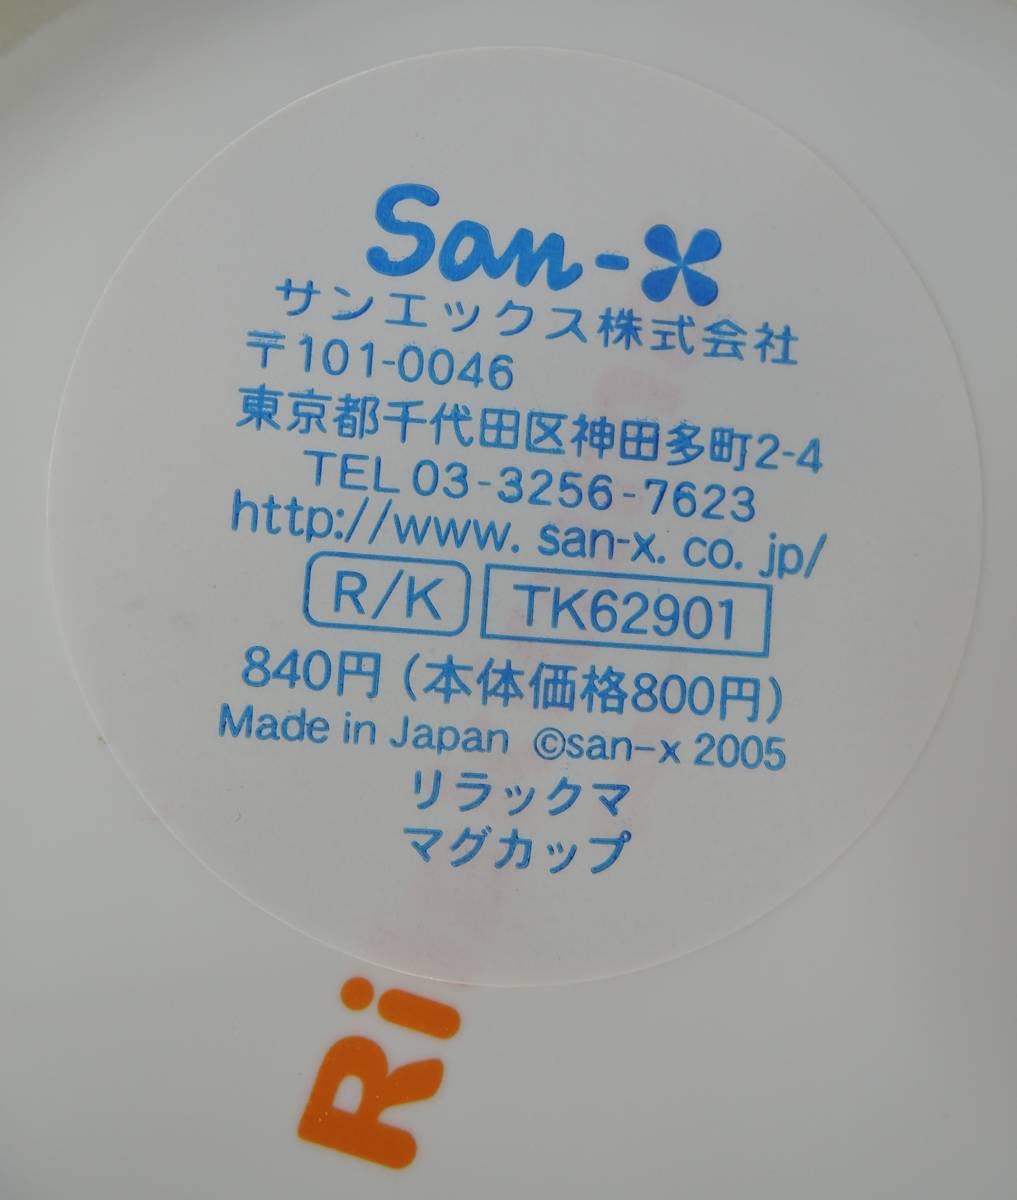 San-X
サンエックス株式会社
〒101-0046
東京都千代田区神田多町2-4
TEL 03-3256-7623
http://www.san-x.co.jp/
R/K TK62901
840円(本体価格800円)
Made in Japan ©san-x 2005
リラックマ
マグカップ
Ri